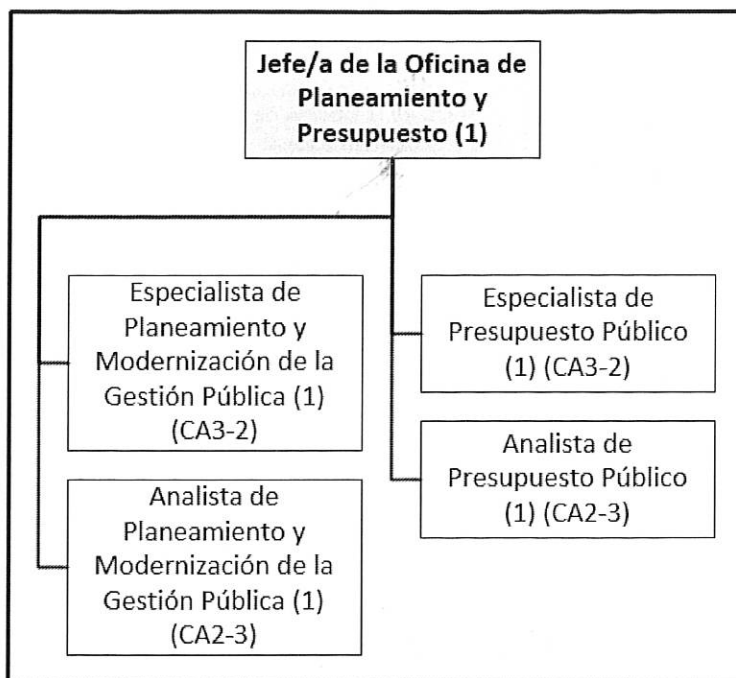 Jefe/a de la Oficina de
Planeamiento y
Presupuesto (1)
Especialista de
Planeamiento y
Modernización de la
Gestión Pública (1)
(CA3-2)
Analista de
Planeamiento y
Modernización de la
Gestión Pública (1)
(CA2-3)
Especialista de
Presupuesto Público
(1) (CA3-2)
Analista de
Presupuesto Público
(1) (CA2-3)